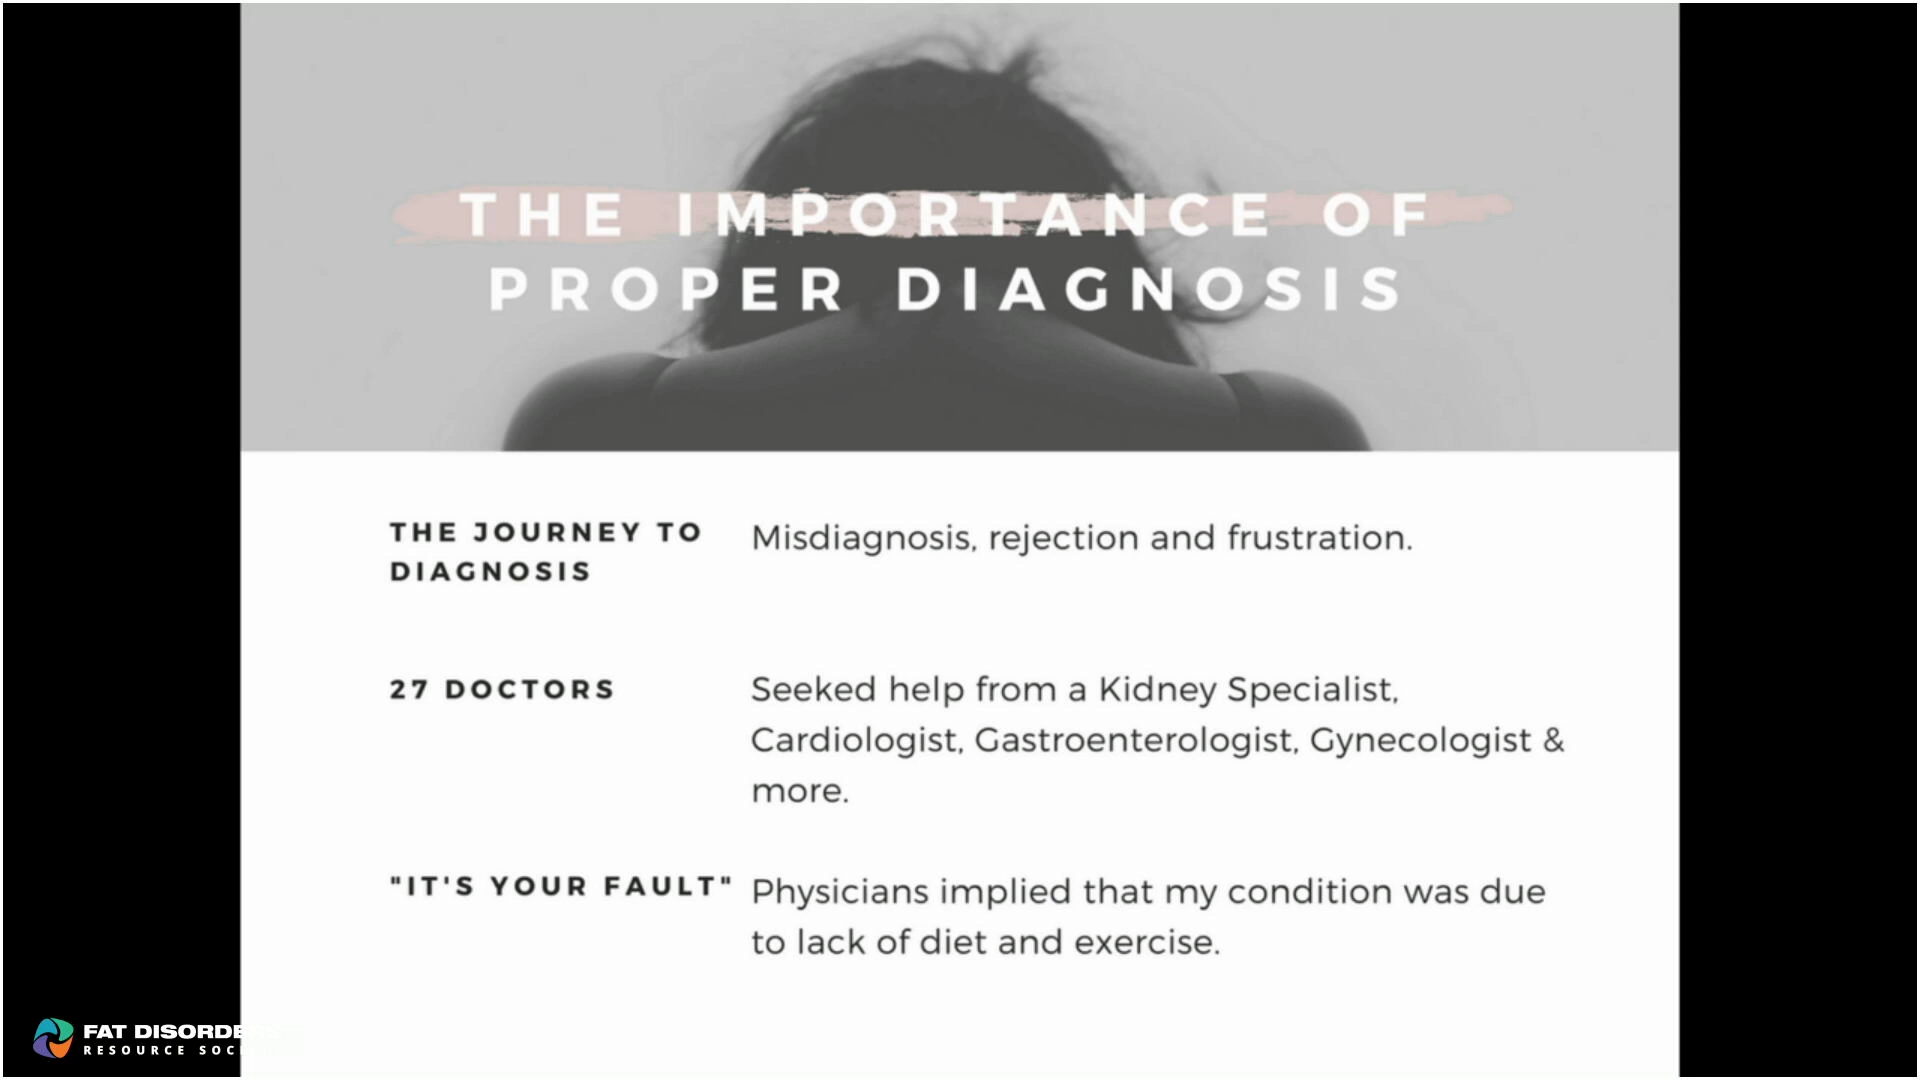 THE IMPORTANCE OF
PROPER DIAGNOSIS
THE JOURNEY TO
DIAGNOSIS
Misdiagnosis, rejection and frustration.
27 DOCTORS
Seeked help from a Kidney Specialist,
Cardiologist, Gastroenterologist, Gynecologist &
more.
"IT'S YOUR FAULT"
Physicians implied that my condition was due
to lack of diet and exercise.
FAT
RESOURCE